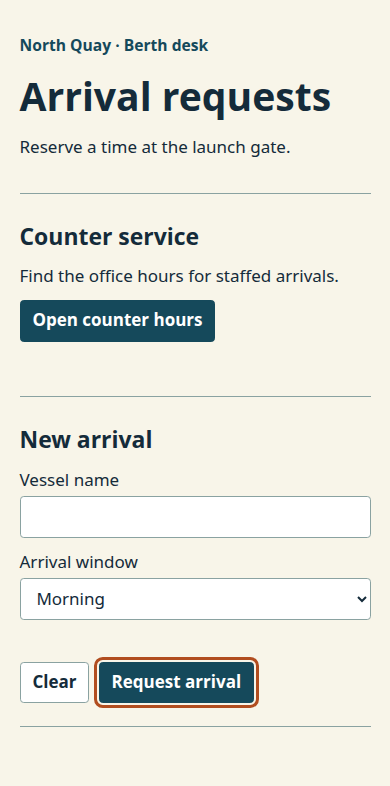 North Quay · Berth desk
Arrival requests
Reserve a time at the launch gate.
Counter service
Find the office hours for staffed arrivals.
Open counter hours
New arrival
Vessel name
Arrival window
Morning
Clear
Request arrival